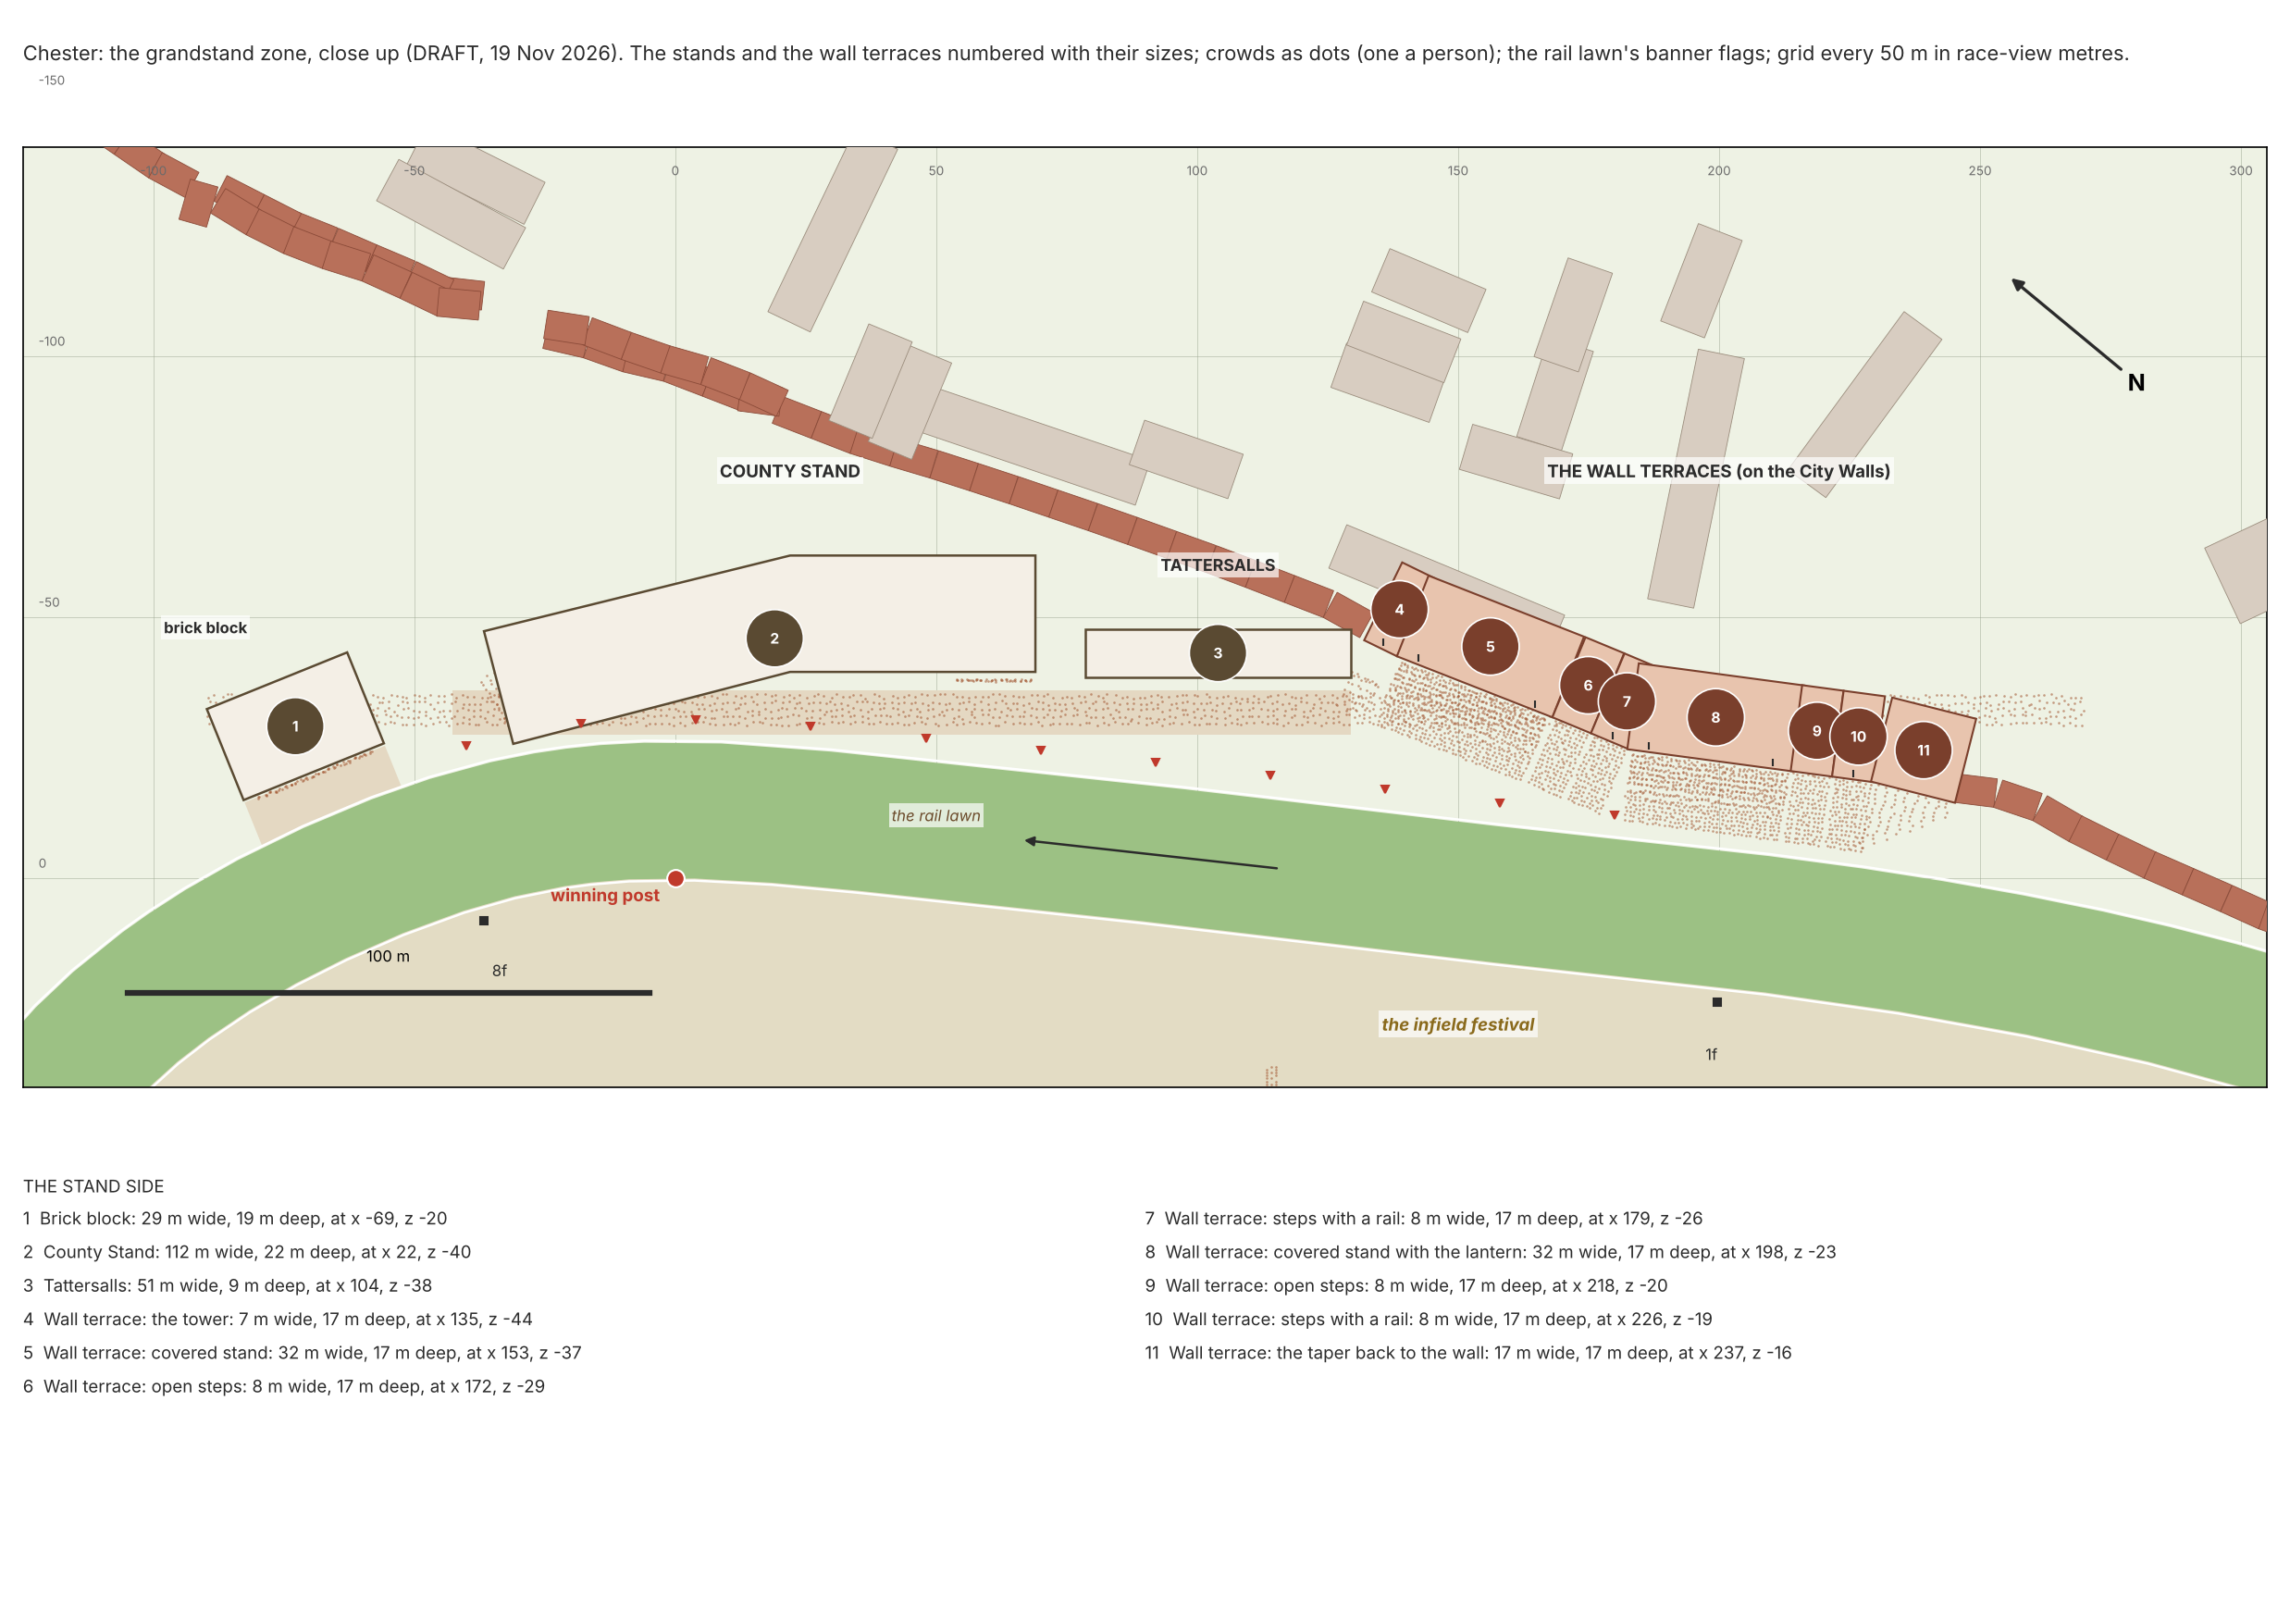 Chester: the grandstand zone, close up (DRAFT, 19 Nov 2026). The stands and the wall terraces numbered with their sizes; crowds as dots (one a person); the rail lawn's banner flags; grid every 50 m in race-view metres.
-150
-100
-50
0
50
100
150
200
250
300
-100
N
COUNTY STAND
THE WALL TERRACES (on the City Walls)
TATTERSALLS
-50
brick block
4
2
5
3
6
7
8
1
9
10
11
the rail lawn
0
winning post
100 m
8f
the infield festival
1f
THE STAND SIDE
1 Brick block: 29 m wide, 19 m deep, at x -69, z -20
2 County Stand: 112 m wide, 22 m deep, at x 22, z -40
3 Tattersalls: 51 m wide, 9 m deep, at x 104, z -38
4 Wall terrace: the tower: 7 m wide, 17 m deep, at x 135, z -44
5 Wall terrace: covered stand: 32 m wide, 17 m deep, at x 153, z -37
6 Wall terrace: open steps: 8 m wide, 17 m deep, at x 172, z -29
7 Wall terrace: steps with a rail: 8 m wide, 17 m deep, at x 179, z -26
8 Wall terrace: covered stand with the lantern: 32 m wide, 17 m deep, at x 198, z -23
9 Wall terrace: open steps: 8 m wide, 17 m deep, at x 218, z -20
10 Wall terrace: steps with a rail: 8 m wide, 17 m deep, at x 226, z -19
11 Wall terrace: the taper back to the wall: 17 m wide, 17 m deep, at x 237, z -16